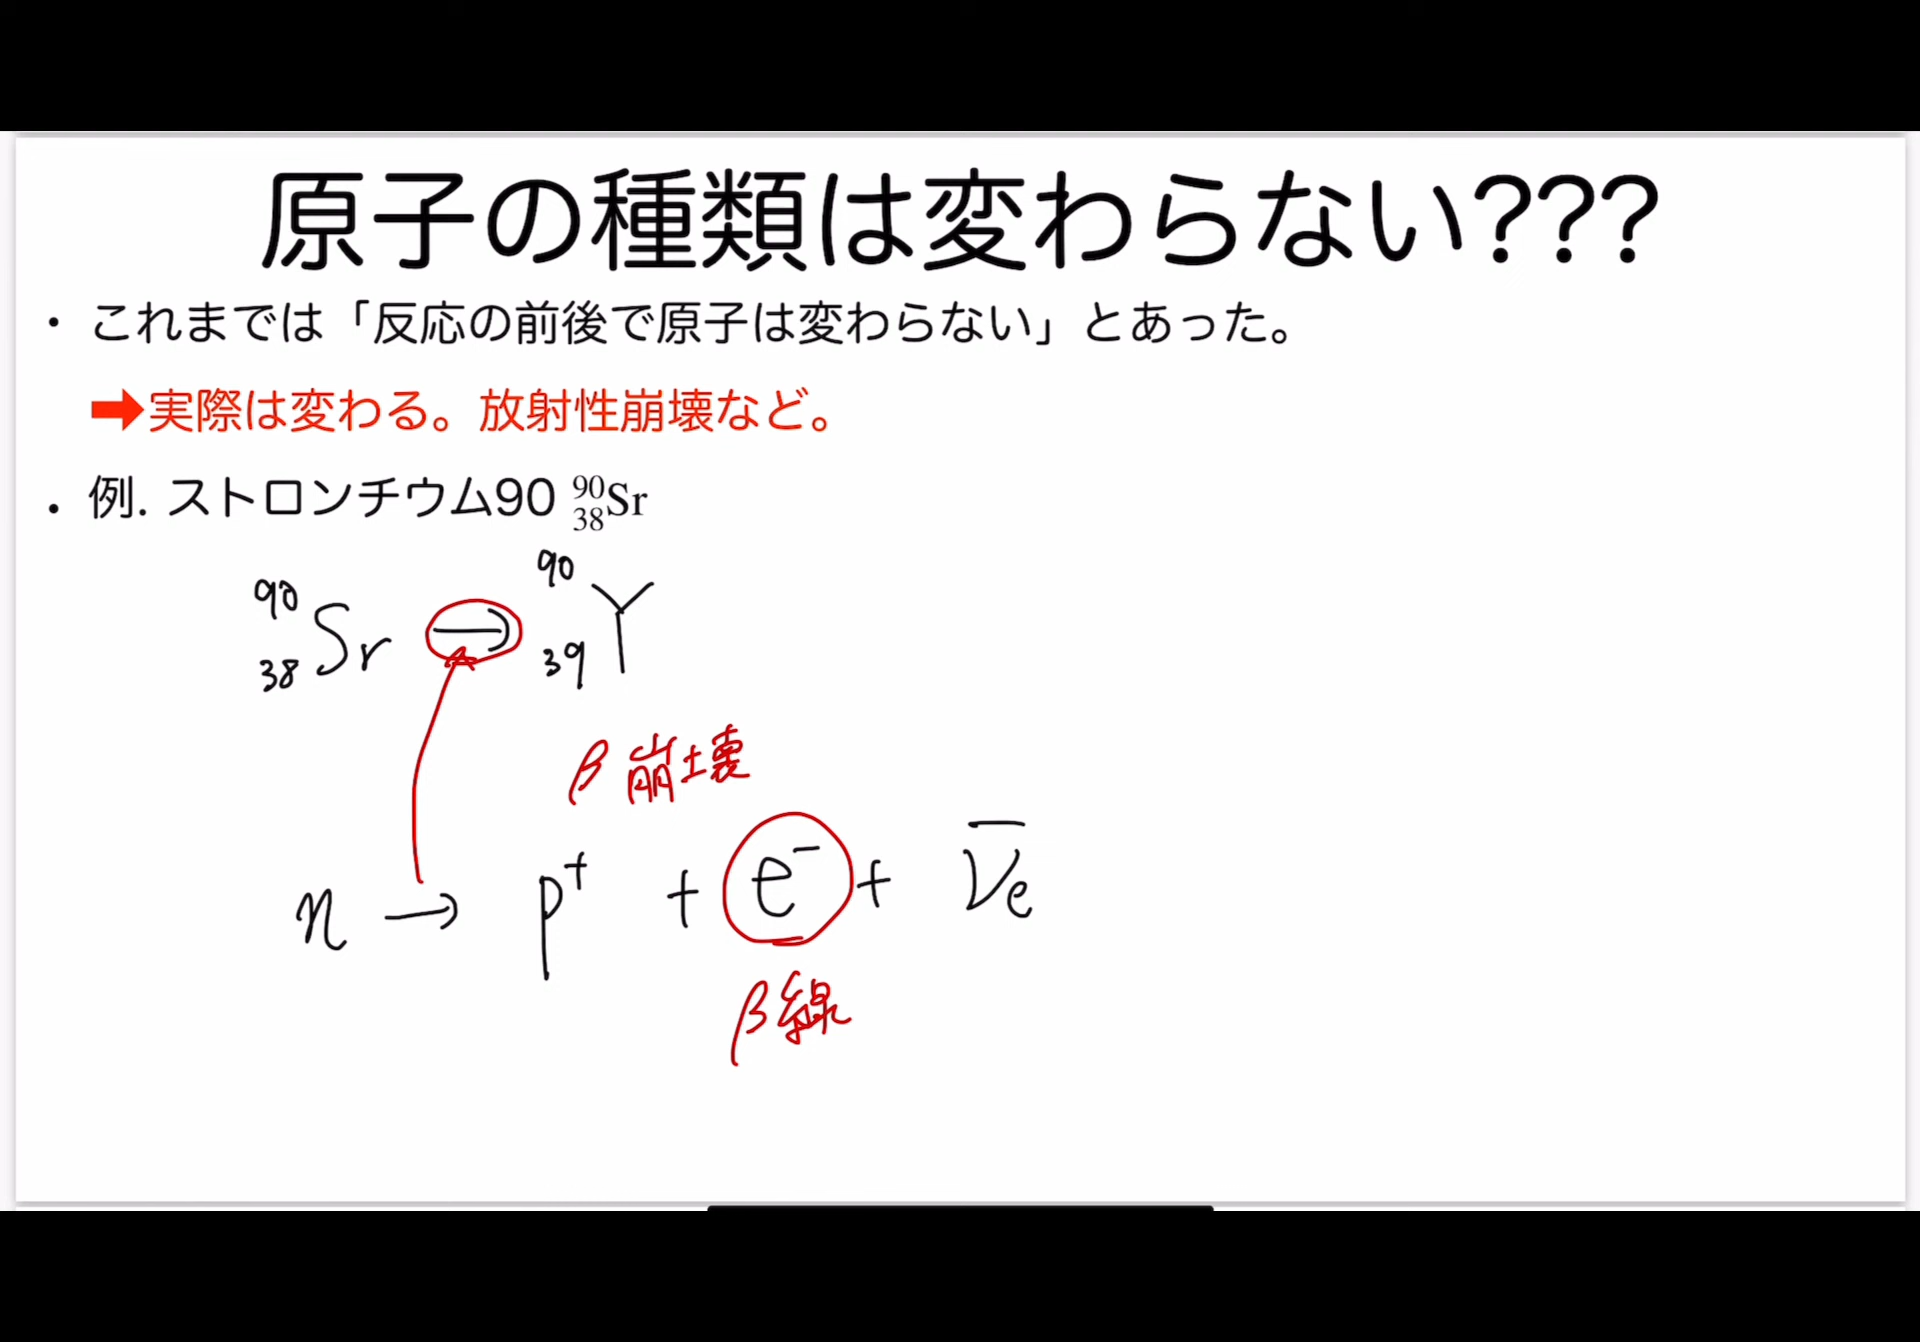 原子の種類は変わらない???
・これまでは「反応の前後で原子は変わらない」とあった。
➡実際は変わる。放射性崩壊など。
・例. ストロンチウム90 ⁹⁰₃₈Sr
⁹⁰₃₈Sr → ⁹⁰₃₉Y
β崩壊
n → p⁺ + e⁻ + ν̅ₑ
β線